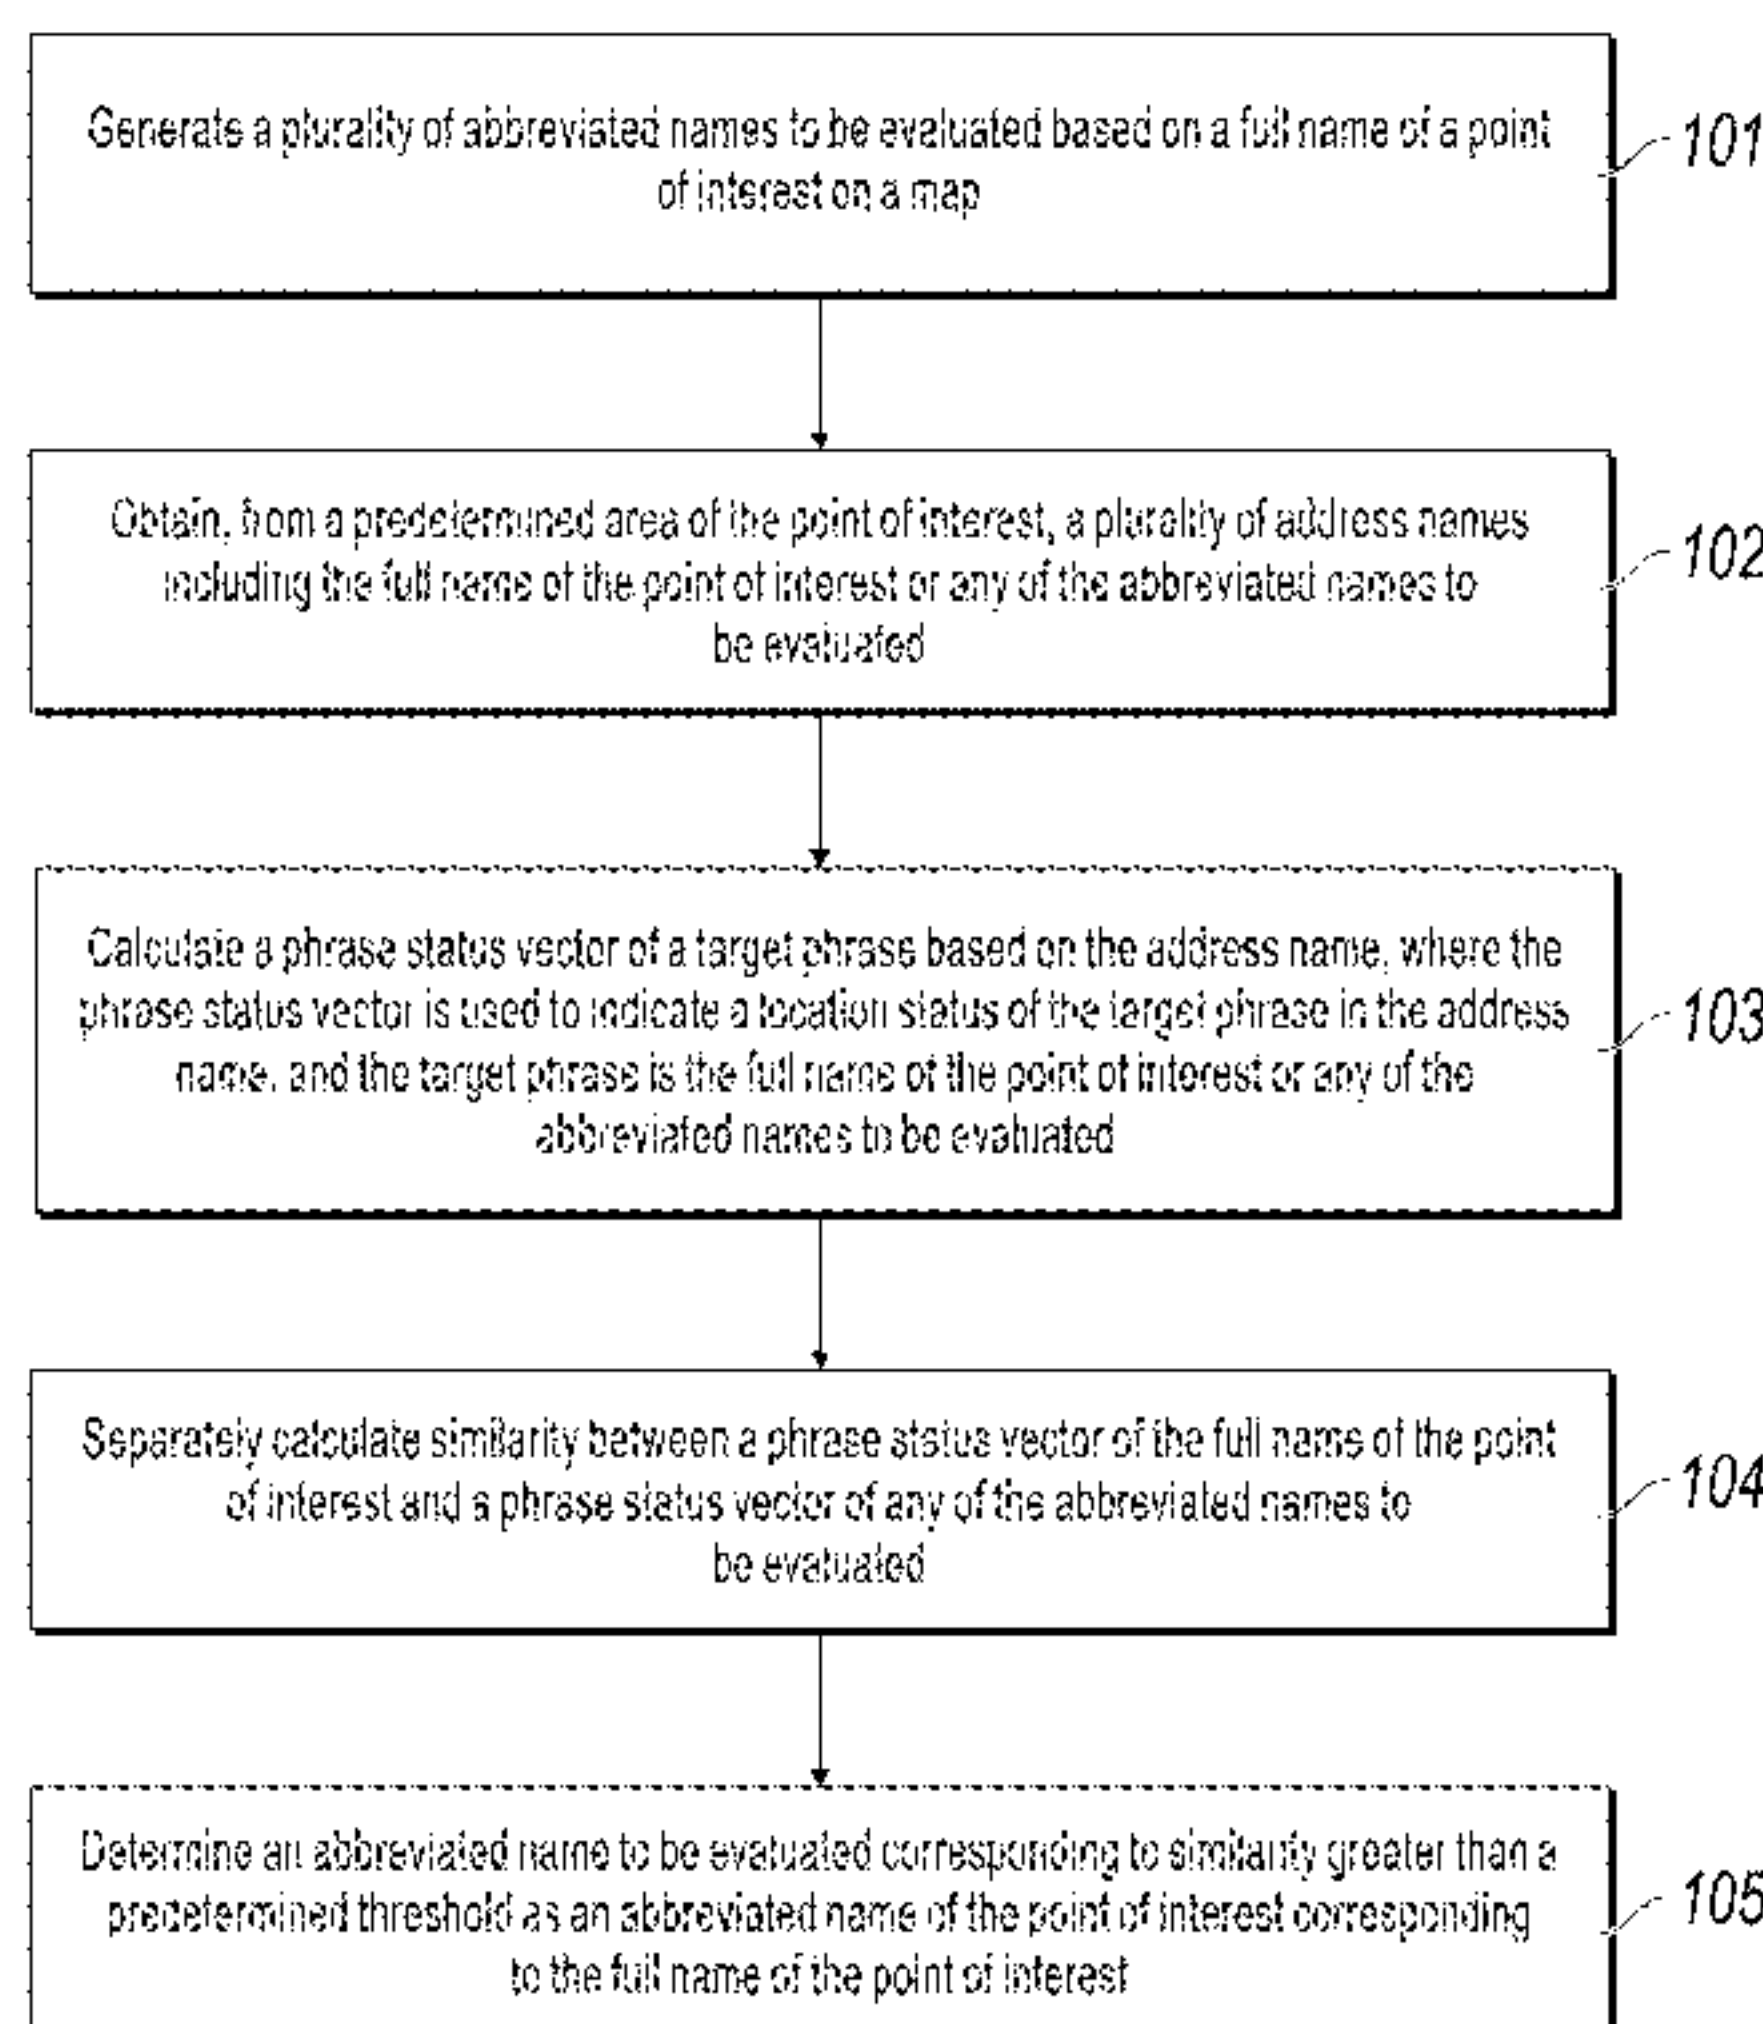 Generate a plurality of abbreviated names to be evaluated based on a full name of a point
of interest on a map
101
Obtain, from a predetermined area of the point of interest, a plurality of address names
including the full name of the point of interest or any of the abbreviated names to
be evaluated
102
Calculate a phrase status vector of a target phrase based on the address name, where the
phrase status vector is used to indicate a location status of the target phrase in the address
name, and the target phrase is the full name of the point of interest or any of the
abbreviated names to be evaluated
103
Separately calculate similarity between a phrase status vector of the full name of the point
of interest and a phrase status vector of any of the abbreviated names to
be evaluated
104
Determine an abbreviated name to be evaluated corresponding to similarity greater than a
predetermined threshold as an abbreviated name of the point of interest corresponding
to the full name of the point of interest
105